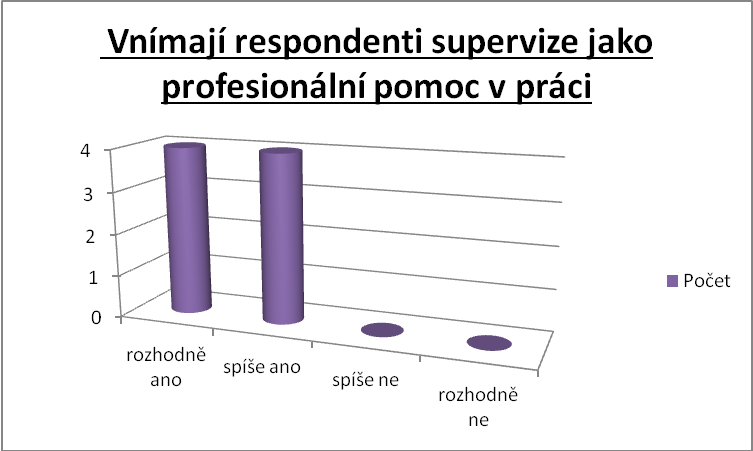 Vnímají respondenti supervize jako
profesionální pomoc v práci
4
3
2
1
0
rozhodně
ano
spíše ano
spíše ne
rozhodně
ne
Počet